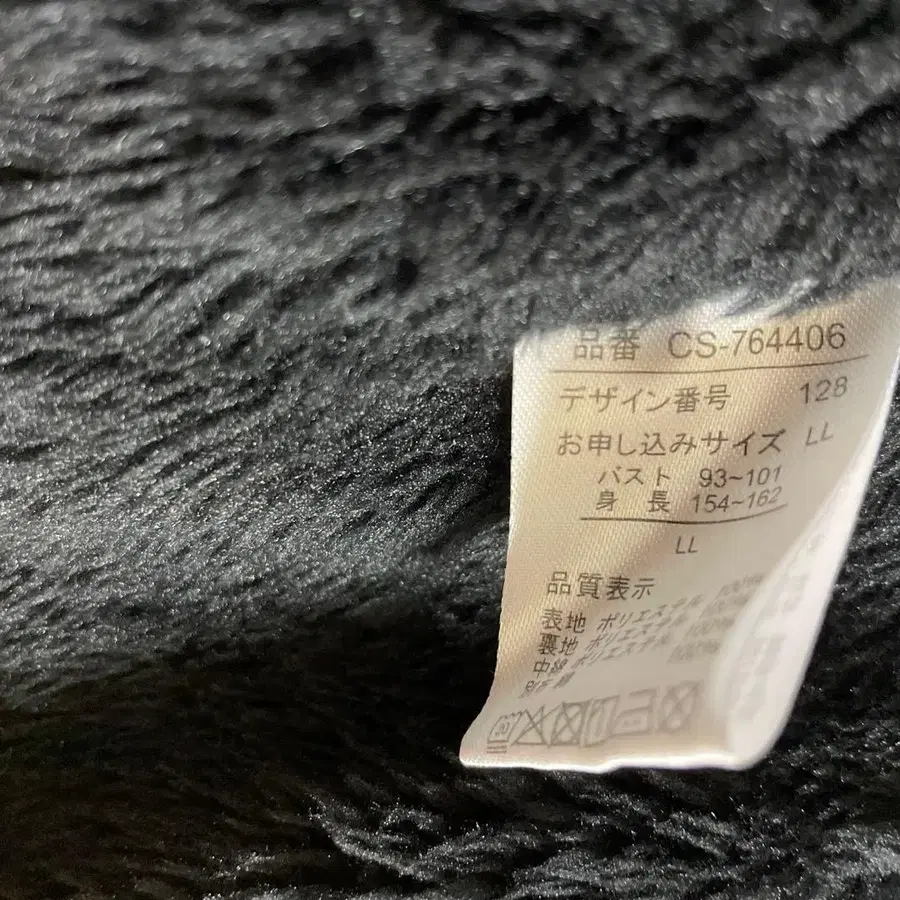 品番 CS-764406
デザイン番号 128
お申し込みサイズ LL
バスト 93~101
身長 154~162
LL
品質表示
表地 ポリエステル 100%
裏地 ポリエステル 100%
中綿 ポリエステル 100%